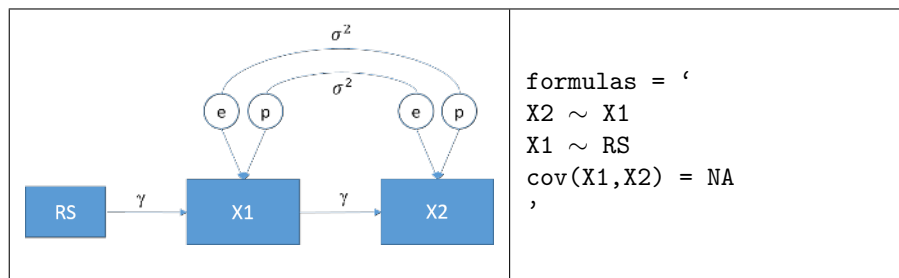 σ²
σ²
e p e p
RS γ X1 γ X2
formulas = ‘
X2 ∼ X1
X1 ∼ RS
cov(X1,X2) = NA
’